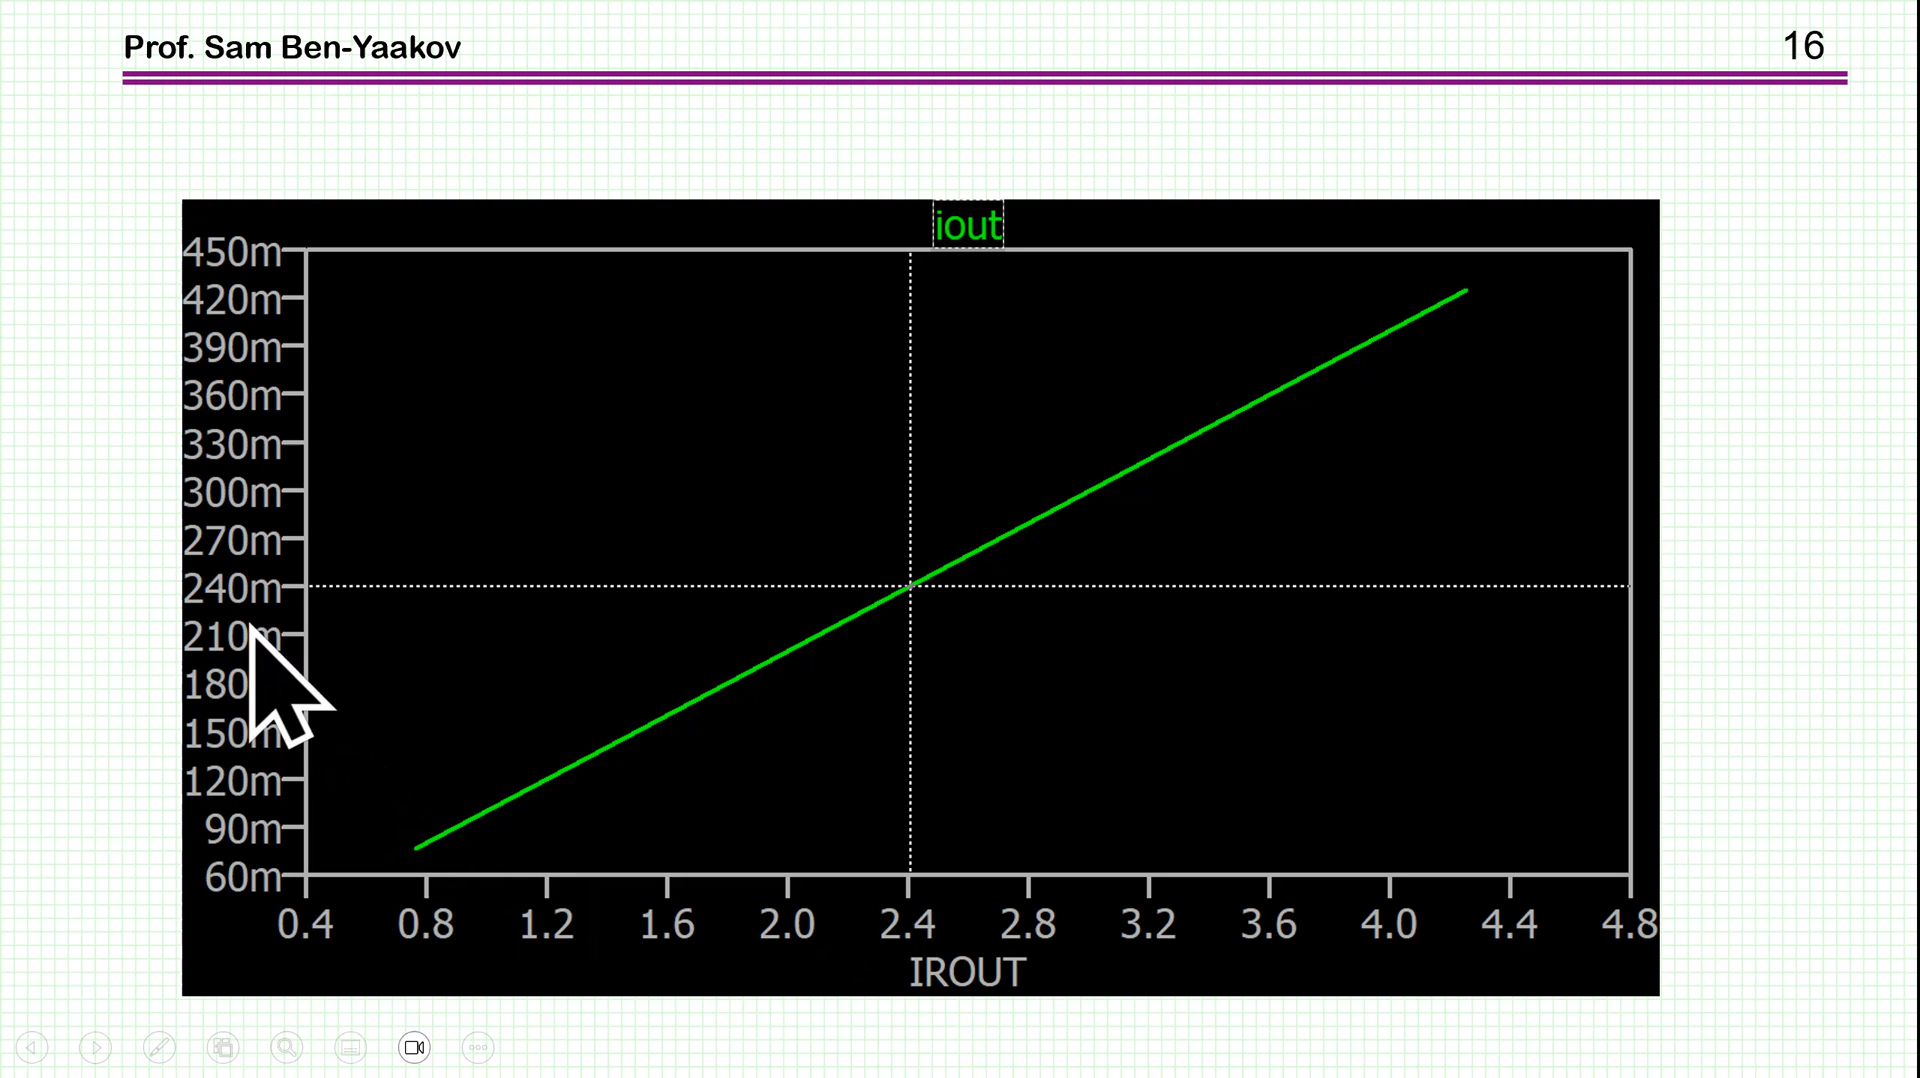 Prof. Sam Ben-Yaakov
16
iout
450m
420m
390m
360m
330m
300m
270m
240m
210m
180
150m
120m
90m
60m
0.4 0.8 1.2 1.6 2.0 2.4 2.8 3.2 3.6 4.0 4.4 4.8
IROUT